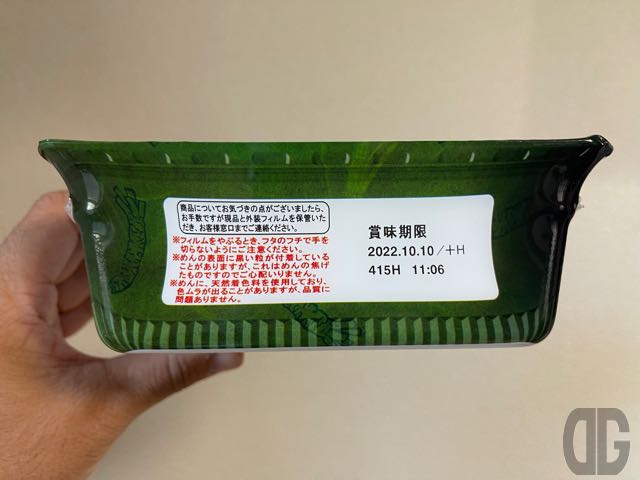 商品についてお気づきの点がございましたら、
お手数ですが現品と外装フィルムを保管いた
だき、お客様窓口までご連絡ください。
※フィルムをやぶるとき、フタのフチで手を
切らないようにご注意ください。
※めんの表面に黒い粒が付着している
ことがありますが、これはめんの焦げ
たものですのでご心配いりません。
※めんに、天然着色料を使用しており、
色ムラが出ることがありますが、品質に
問題ありません。
賞味期限
2022.10.10/+H
415H 11:06
DG